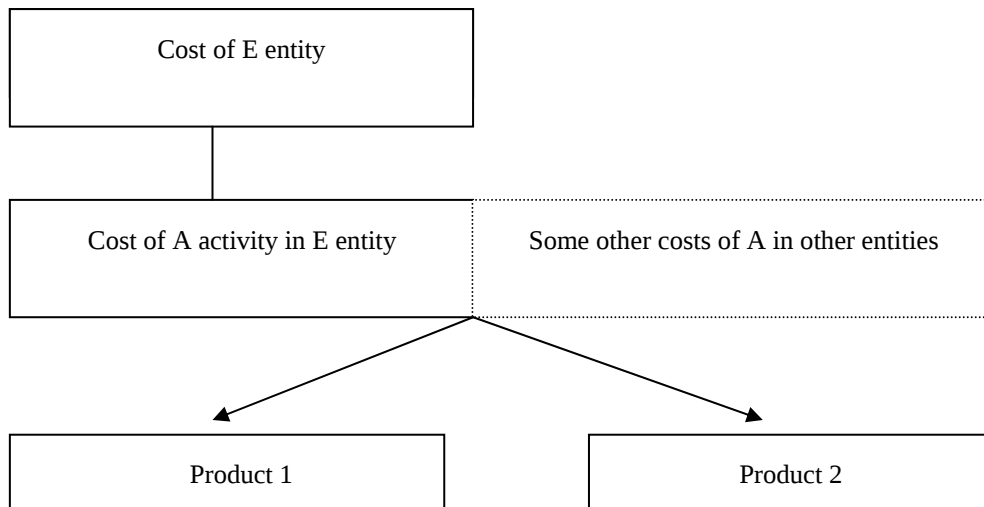 Cost of E entity
Cost of A activity in E entity
Some other costs of A in other entities
Product 1
Product 2